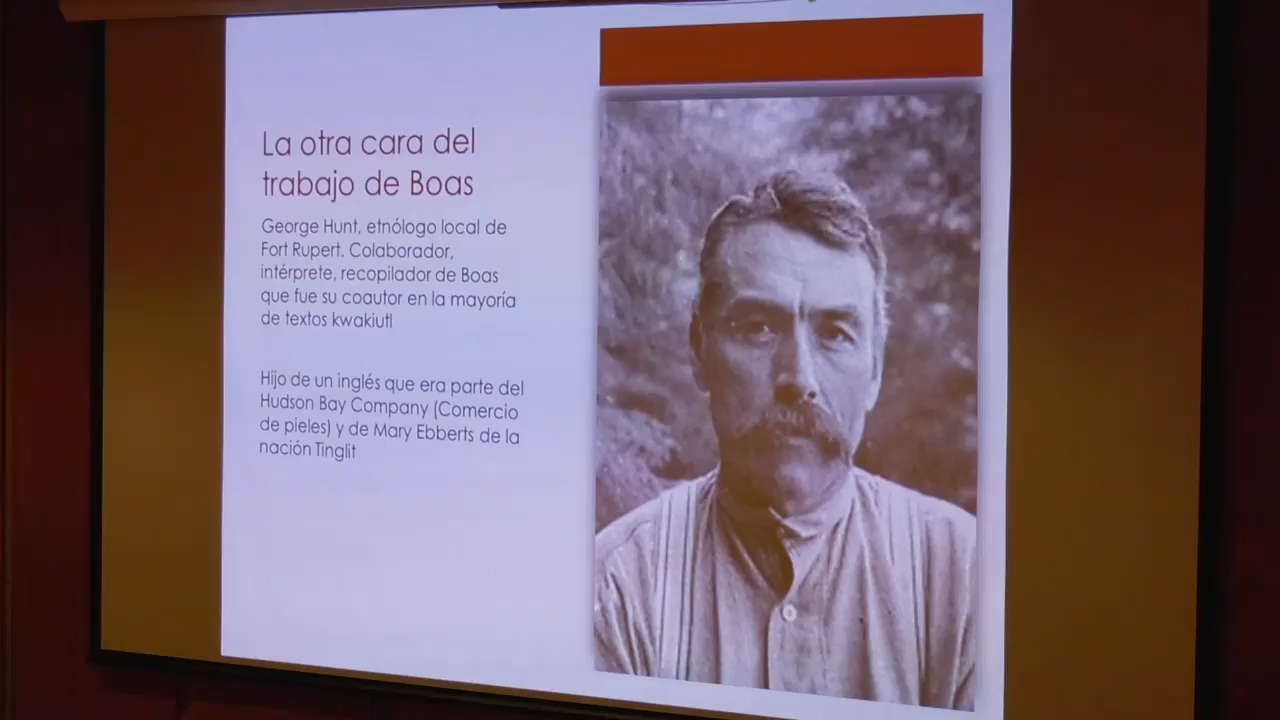 La otra cara del
trabajo de Boas
George Hunt, etnólogo local de
Fort Rupert. Colaborador,
intérprete, recopilador de Boas
que fue su coautor en la mayoría
de textos kwakiutl
Hijo de un inglés que era parte del
Hudson Bay Company (Comercio
de pieles) y de Mary Ebberts de la
nación Tinglit